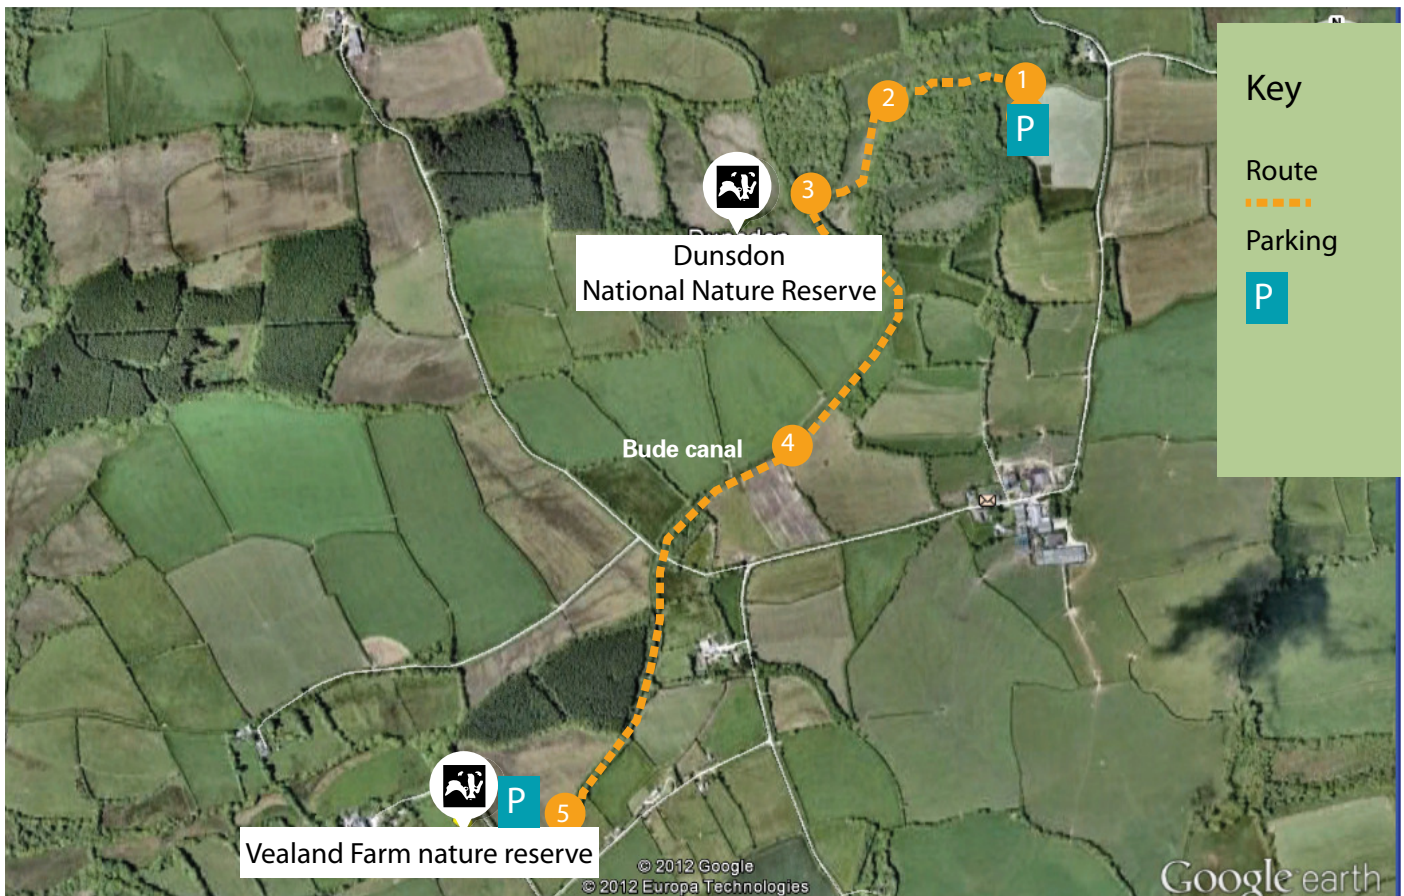 N
Key
Route
Parking
P
1
P
2
3
Dunsdon
National Nature Reserve
4
Bude canal
5
P
Vealand Farm nature reserve
© 2012 Google
© 2012 Europa Technologies
Google earth